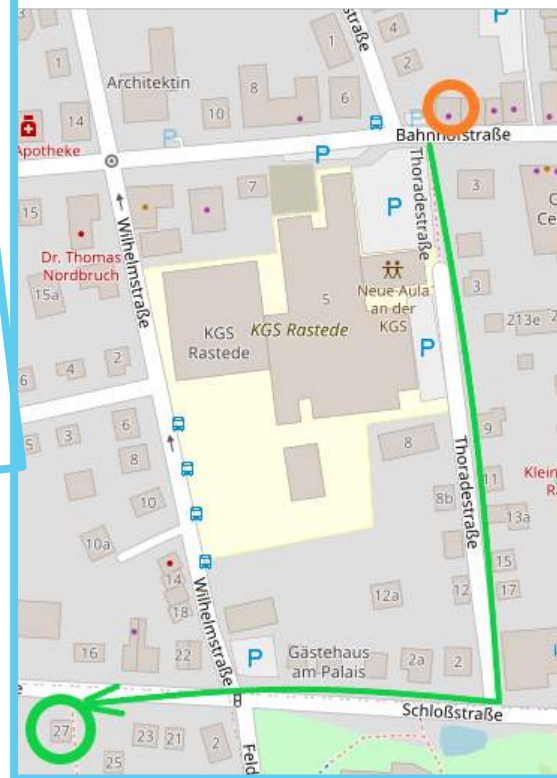 straße
P
4
1
2
1
Architektin
8
10
6
14
P
Bahnhofstraße
Apotheke
P
Thoradestraße
7
3
15
P
Wilhelmstraße
Dr. Thomas
Nordbruch
Neue Aula
an der
KGS
5
3
15a
KGS
Rastede
KGS Rastede
213e
P
2
4
6
6
3
5
8
8
9
Thoradestraße
11
Klein
R
8b
10
13a
10a
15
14
17
12
12a
18
Wilhelmstraße
16
22
P
Gästehaus
am Palais
2a
2
e
Schloßstraße
27
23
21
2
25
Feld